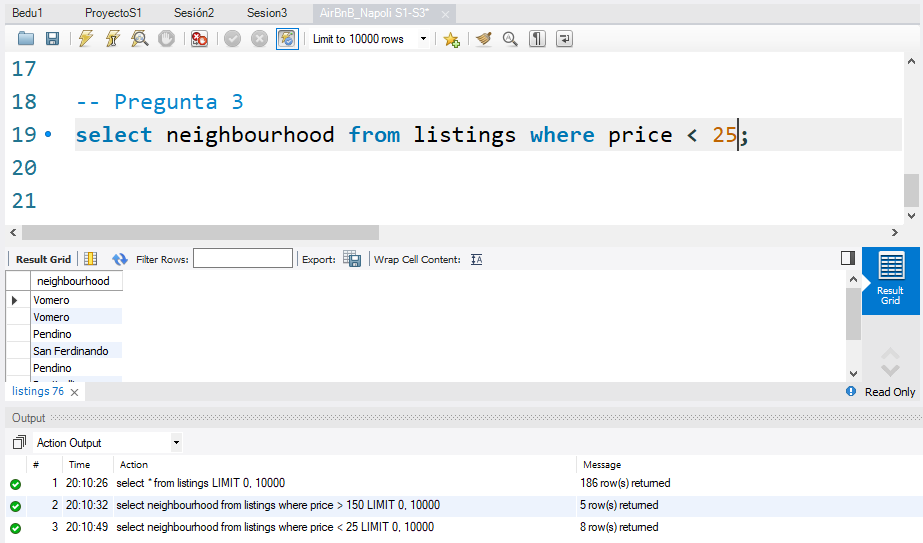 Bedu1 ProyectoS1 Sesión2 Sesion3 AirBnB_Napoli S1-S3*
Limit to 10000 rows
17
18 -- Pregunta 3
19 select neighbourhood from listings where price < 25;
20
21
Result Grid Filter Rows: Export: Wrap Cell Content:
neighbourhood
Vomero
Vomero
Pendino
San Ferdinando
Pendino
Result
Grid
listings 76 Read Only
Output
Action Output
# Time Action Message
1 20:10:26 select * from listings LIMIT 0, 10000 186 row(s) returned
2 20:10:32 select neighbourhood from listings where price > 150 LIMIT 0, 10000 5 row(s) returned
3 20:10:49 select neighbourhood from listings where price < 25 LIMIT 0, 10000 8 row(s) returned